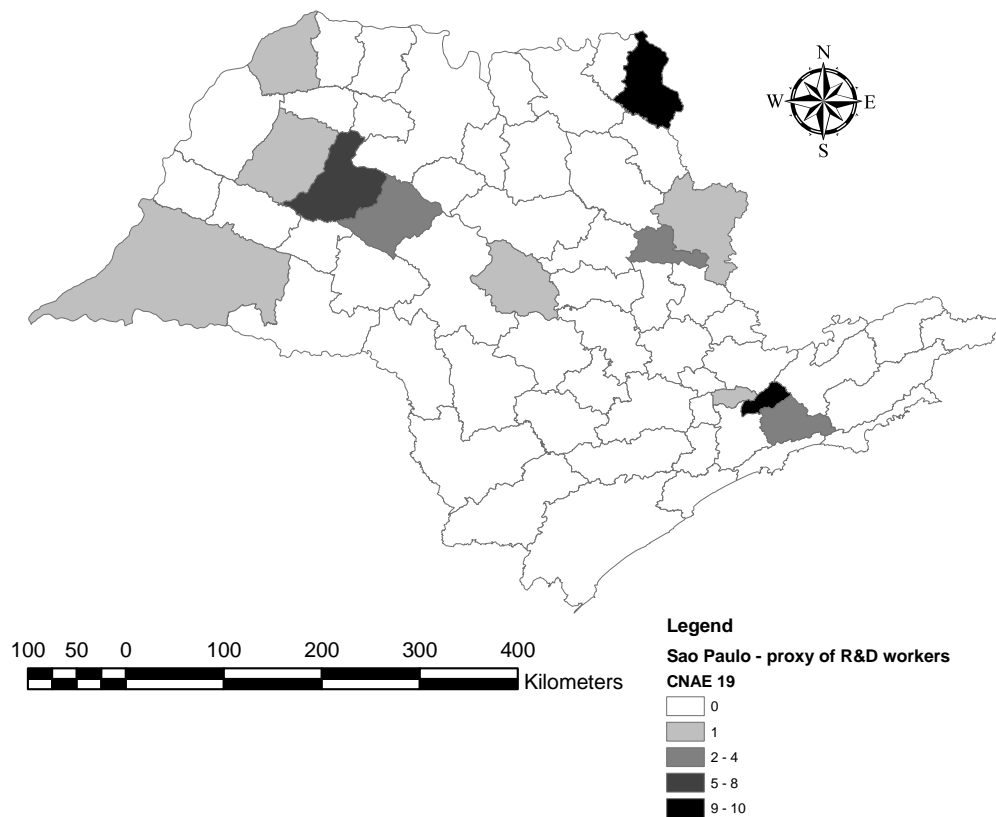 N
W E
S
100 50 0 100 200 300 400
Kilometers
Legend
Sao Paulo - proxy of R&D workers
CNAE 19
0
1
2 - 4
5 - 8
9 - 10